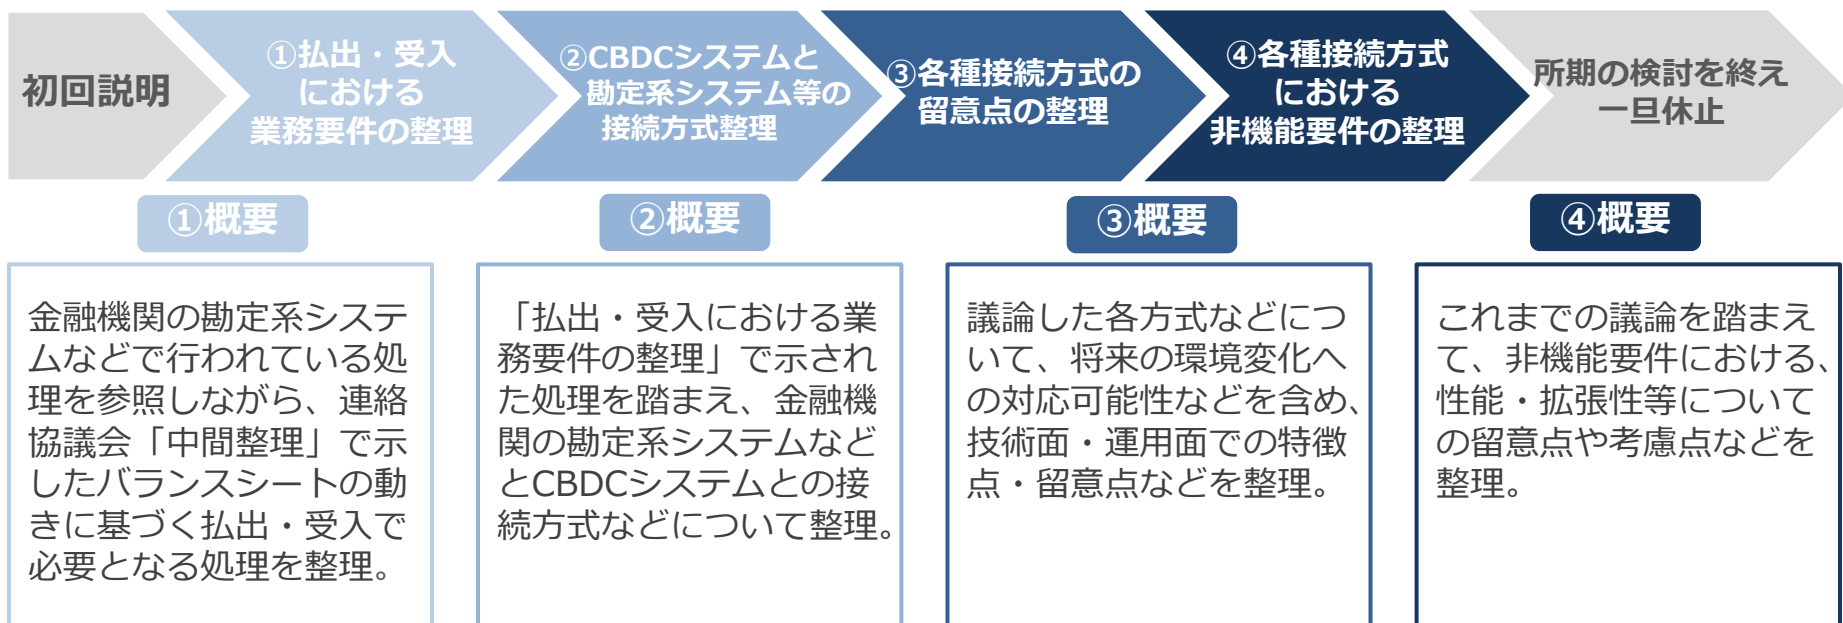 初回説明
①払出・受入
における
業務要件の整理
②CBDCシステムと
勘定系システム等の
接続方式整理
③各種接続方式の
留意点の整理
④各種接続方式
における
非機能要件の整理
所期の検討を終え
一旦休止
①概要
金融機関の勘定系システ
ムなどで行われている処
理を参照しながら、連絡
協議会「中間整理」で示
したバランスシートの動
きに基づく払出・受入で
必要となる処理を整理。
②概要
「払出・受入における業
務要件の整理」で示され
た処理を踏まえ、金融機
関の勘定系システムなど
とCBDCシステムとの接
続方式などについて整理。
③概要
議論した各方式などにつ
いて、将来の環境変化へ
の対応可能性などを含め、
技術面・運用面での特徴
点・留意点などを整理。
④概要
これまでの議論を踏まえ
て、非機能要件における、
性能・拡張性等について
の留意点や考慮点などを
整理。